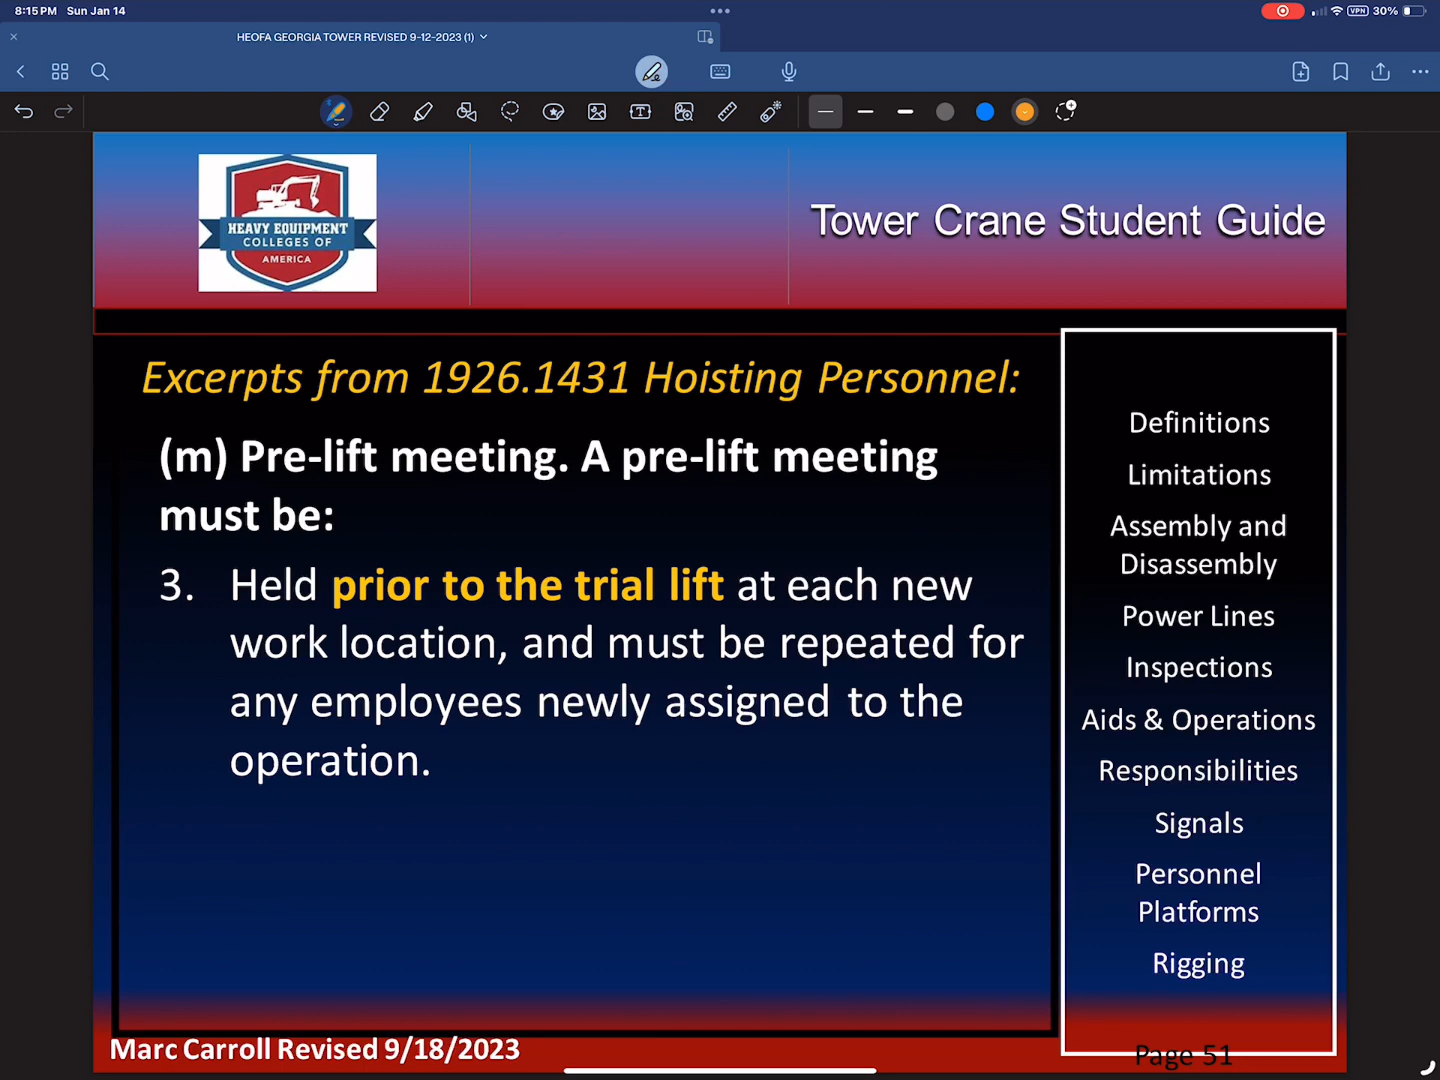 8:15 PM Sun Jan 14
VPN 30%
HEOFA GEORGIA TOWER REVISED 9-12-2023 (1)
HEAVY EQUIPMENT
COLLEGES OF
AMERICA
Tower Crane Student Guide
Excerpts from 1926.1431 Hoisting Personnel:
(m) Pre-lift meeting. A pre-lift meeting
must be:
3. Held prior to the trial lift at each new
work location, and must be repeated for
any employees newly assigned to the
operation.
Definitions
Limitations
Assembly and
Disassembly
Power Lines
Inspections
Aids & Operations
Responsibilities
Signals
Personnel
Platforms
Rigging
Marc Carroll Revised 9/18/2023
Page 51